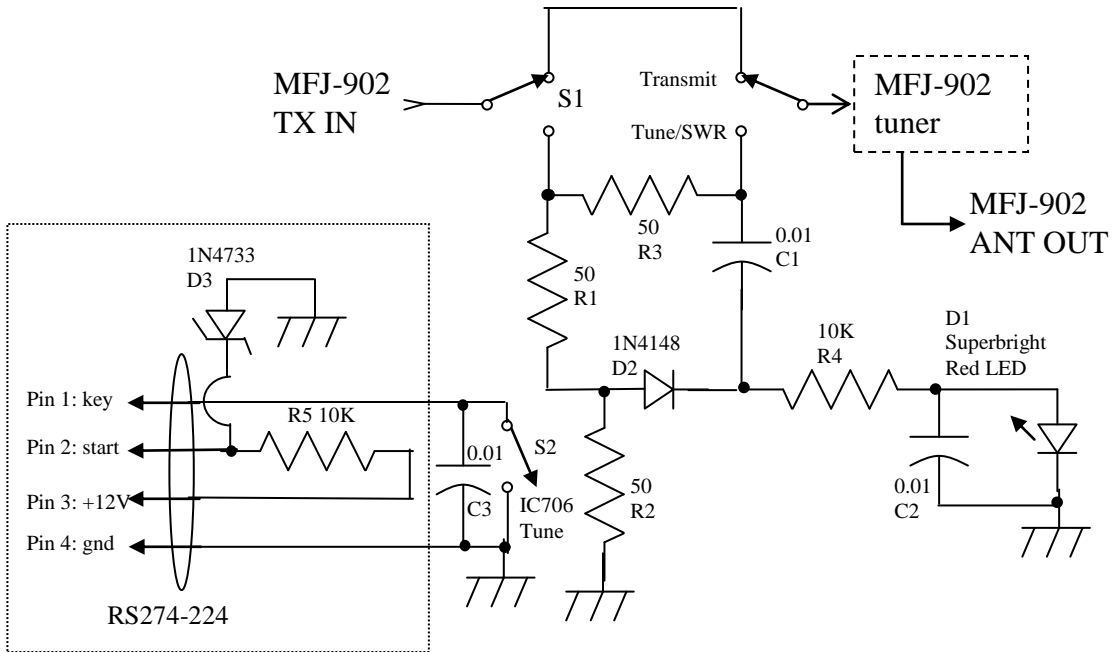 MFJ-902
TX IN
S1
Transmit
Tune/SWR
MFJ-902
tuner
MFJ-902
ANT OUT
50
R3
0.01
C1
50
R1
1N4733
D3
1N4148
D2
10K
R4
D1
Superbright
Red LED
Pin 1: key
Pin 2: start
Pin 3: +12V
Pin 4: gnd
R5 10K
0.01
C3
S2
IC706
Tune
50
R2
0.01
C2
RS274-224